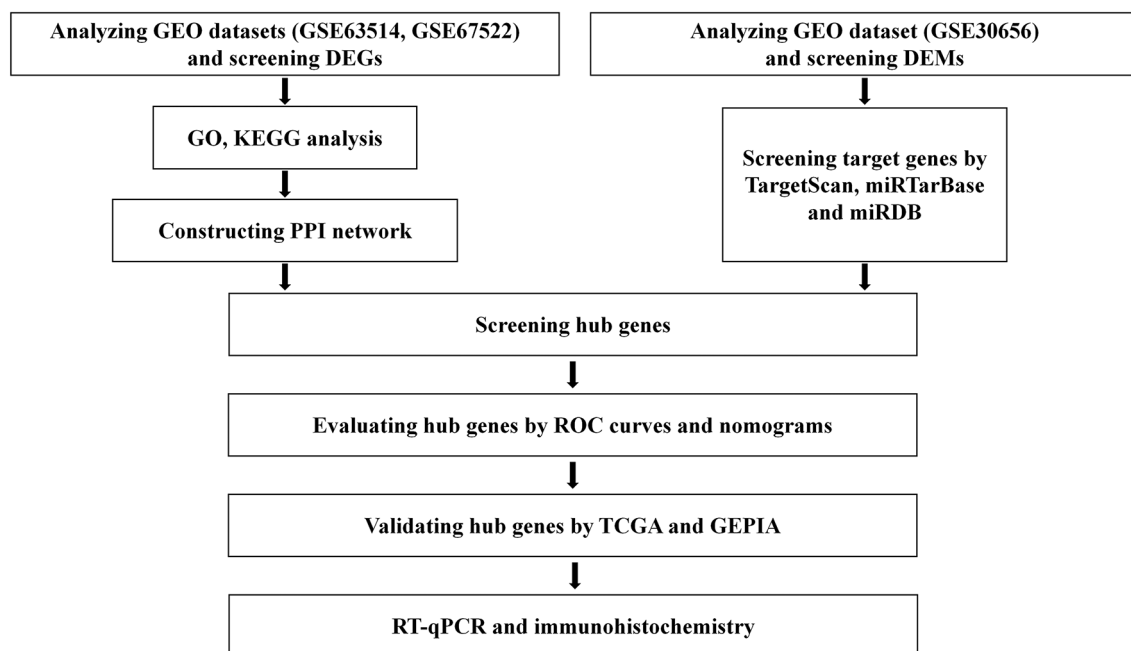 Analyzing GEO datasets (GSE63514, GSE67522)
and screening DEGs
Analyzing GEO dataset (GSE30656)
and screening DEMs
GO, KEGG analysis
Screening target genes by
TargetScan, miRTarBase
and miRDB
Constructing PPI network
Screening hub genes
Evaluating hub genes by ROC curves and nomograms
Validating hub genes by TCGA and GEPIA
RT-qPCR and immunohistochemistry